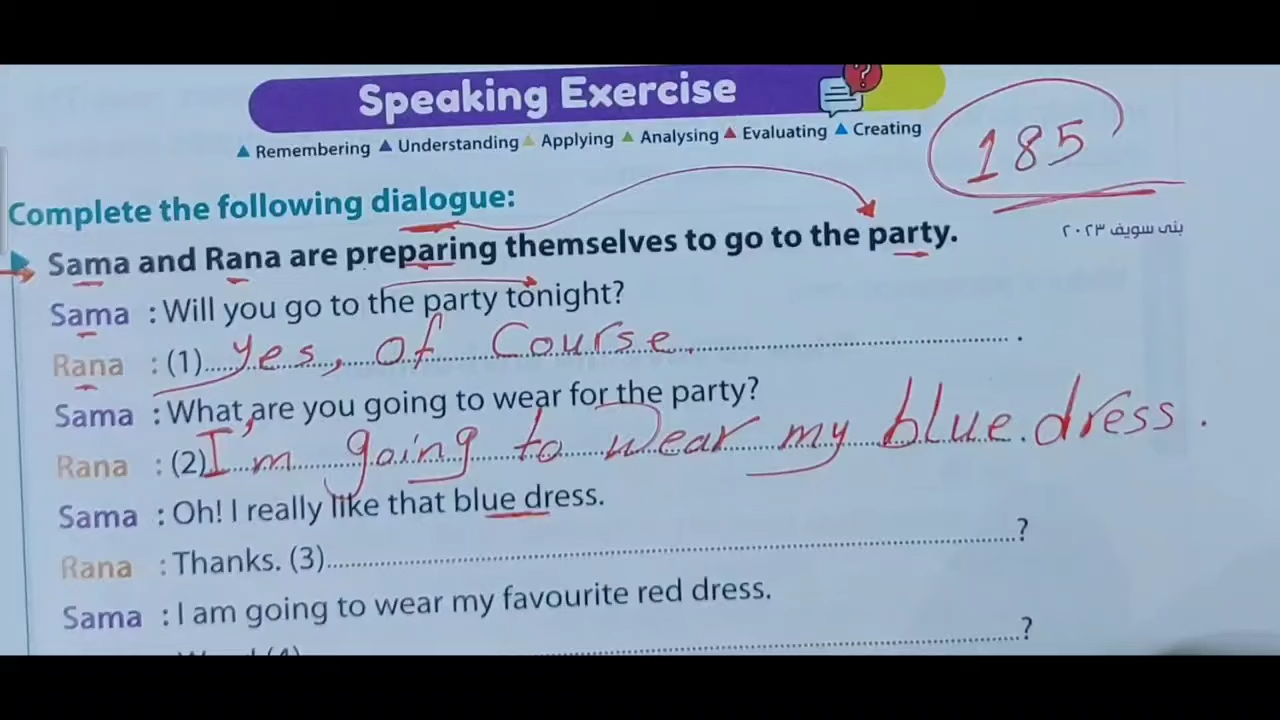 Speaking Exercise
?
▲ Remembering ▲ Understanding ▲ Applying ▲ Analysing ▲ Evaluating ▲ Creating
185
Complete the following dialogue:
بنى سويف ٢٠٢٣
Sama and Rana are preparing themselves to go to the party.
Sama : Will you go to the party tonight?
Rana : (1) Yes, of Course. .
Sama : What are you going to wear for the party?
Rana : (2) I'm going to wear my blue dress.
Sama : Oh! I really like that blue dress.
Rana : Thanks. (3) ?
Sama : I am going to wear my favourite red dress.
(4) ?